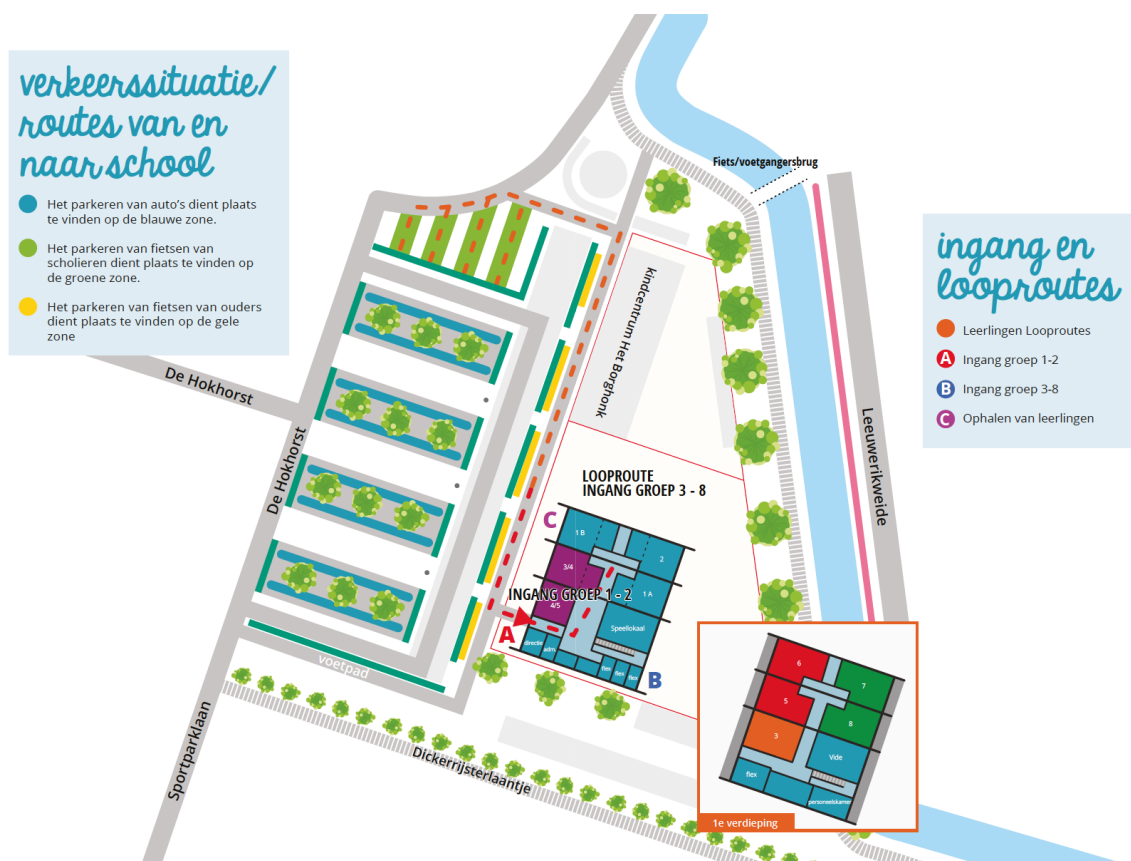 verkeerssituatie/
routes van en
naar school
Het parkeren van auto's dient plaats
te vinden op de blauwe zone.
Het parkeren van fietsen van
scholieren dient plaats te vinden op
de groene zone.
Het parkeren van fietsen van ouders
dient plaats te vinden op de gele
zone
Fiets/voetgangersbrug
ingang en
looproutes
Leerlingen Looproutes
A Ingang groep 1-2
B Ingang groep 3-8
C Ophalen van leerlingen
De Hokhorst
De Hokhorst
kindcentrum Het Borghonk
Leeuwerikweide
LOOPROUTE
INGANG GROEP 3 - 8
C
1 B
2
3/4
1 A
INGANG GROEP 1 - 2
4/5
Speellokaal
A
directie
adm.
flex
flex
flex
B
voetpad
Sportparklaan
Dickerrijsterlaantje
6
7
5
8
3
Vide
flex
personeelskamer
1e verdieping